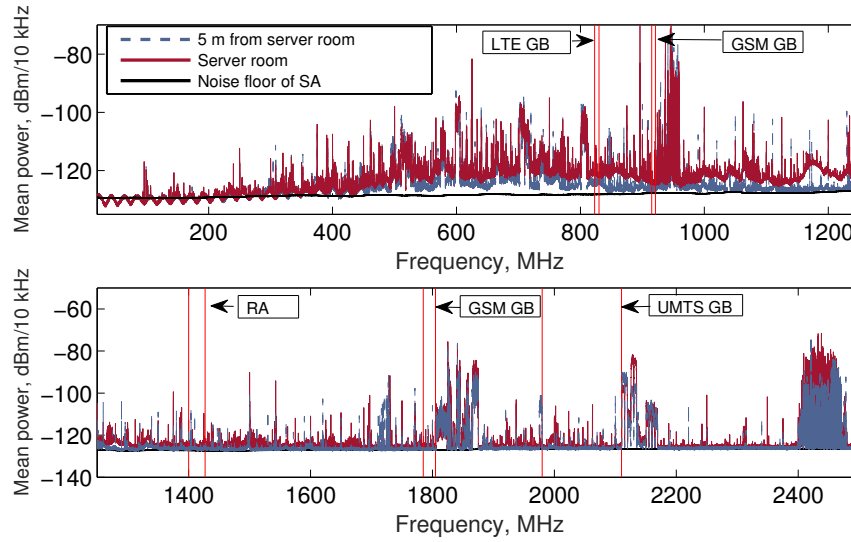 −70
5 m from server room
Server room
Noise floor of SA
LTE GB
GSM GB
−100
−120
Mean power, dBm/10 kHz
200
400
600
800
1000
1200
Frequency, MHz
−60
−80
−100
−120
−140
RA
GSM GB
UMTS GB
Mean power, dBm/10 kHz
1400
1600
1800
2000
2200
2400
Frequency, MHz